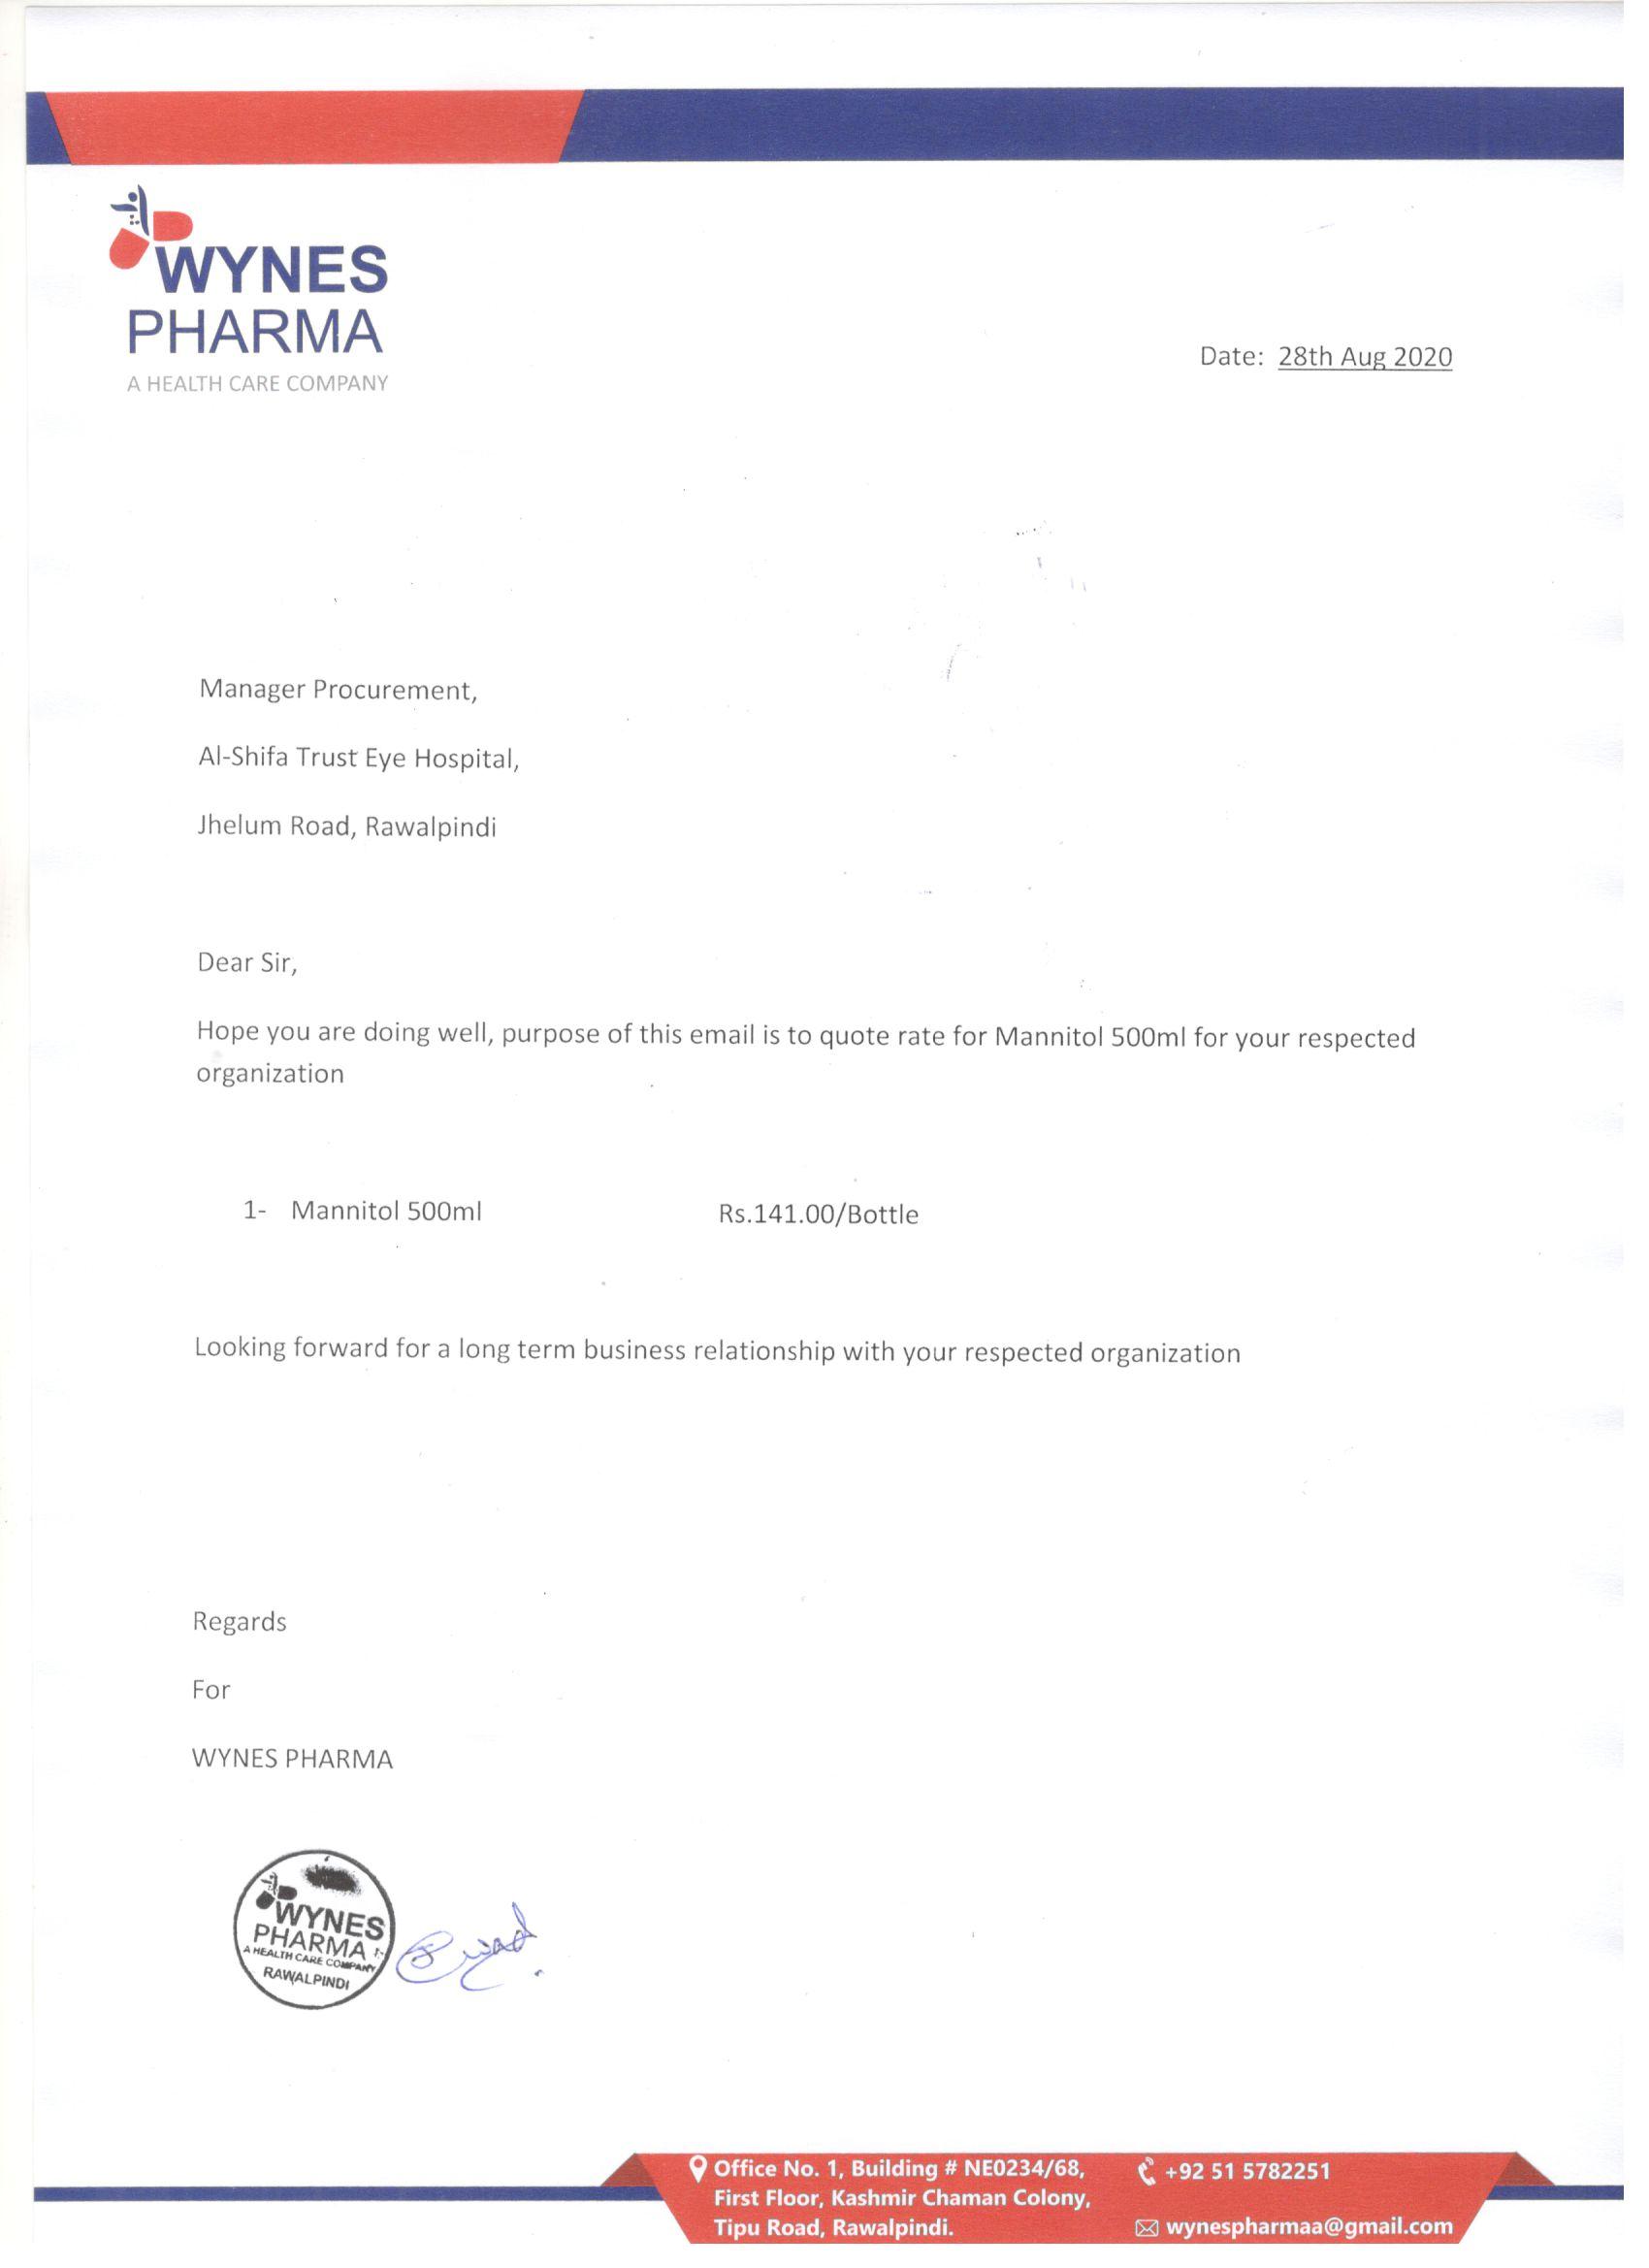 WYNES
PHARMA
A HEALTH CARE COMPANY
Date: 28th Aug 2020
Manager Procurement,
Al-Shifa Trust Eye Hospital,
Jhelum Road, Rawalpindi
Dear Sir,
Hope you are doing well, purpose of this email is to quote rate for Mannitol 500ml for your respected
organization
1- Mannitol 500ml Rs.141.00/Bottle
Looking forward for a long term business relationship with your respected organization
Regards
For
WYNES PHARMA
WYNES
PHARMA
A HEALTH CARE COMPANY
RAWALPINDI
Office No. 1, Building # NE0234/68,
First Floor, Kashmir Chaman Colony,
Tipu Road, Rawalpindi.
+92 51 5782251
wynespharmaa@gmail.com